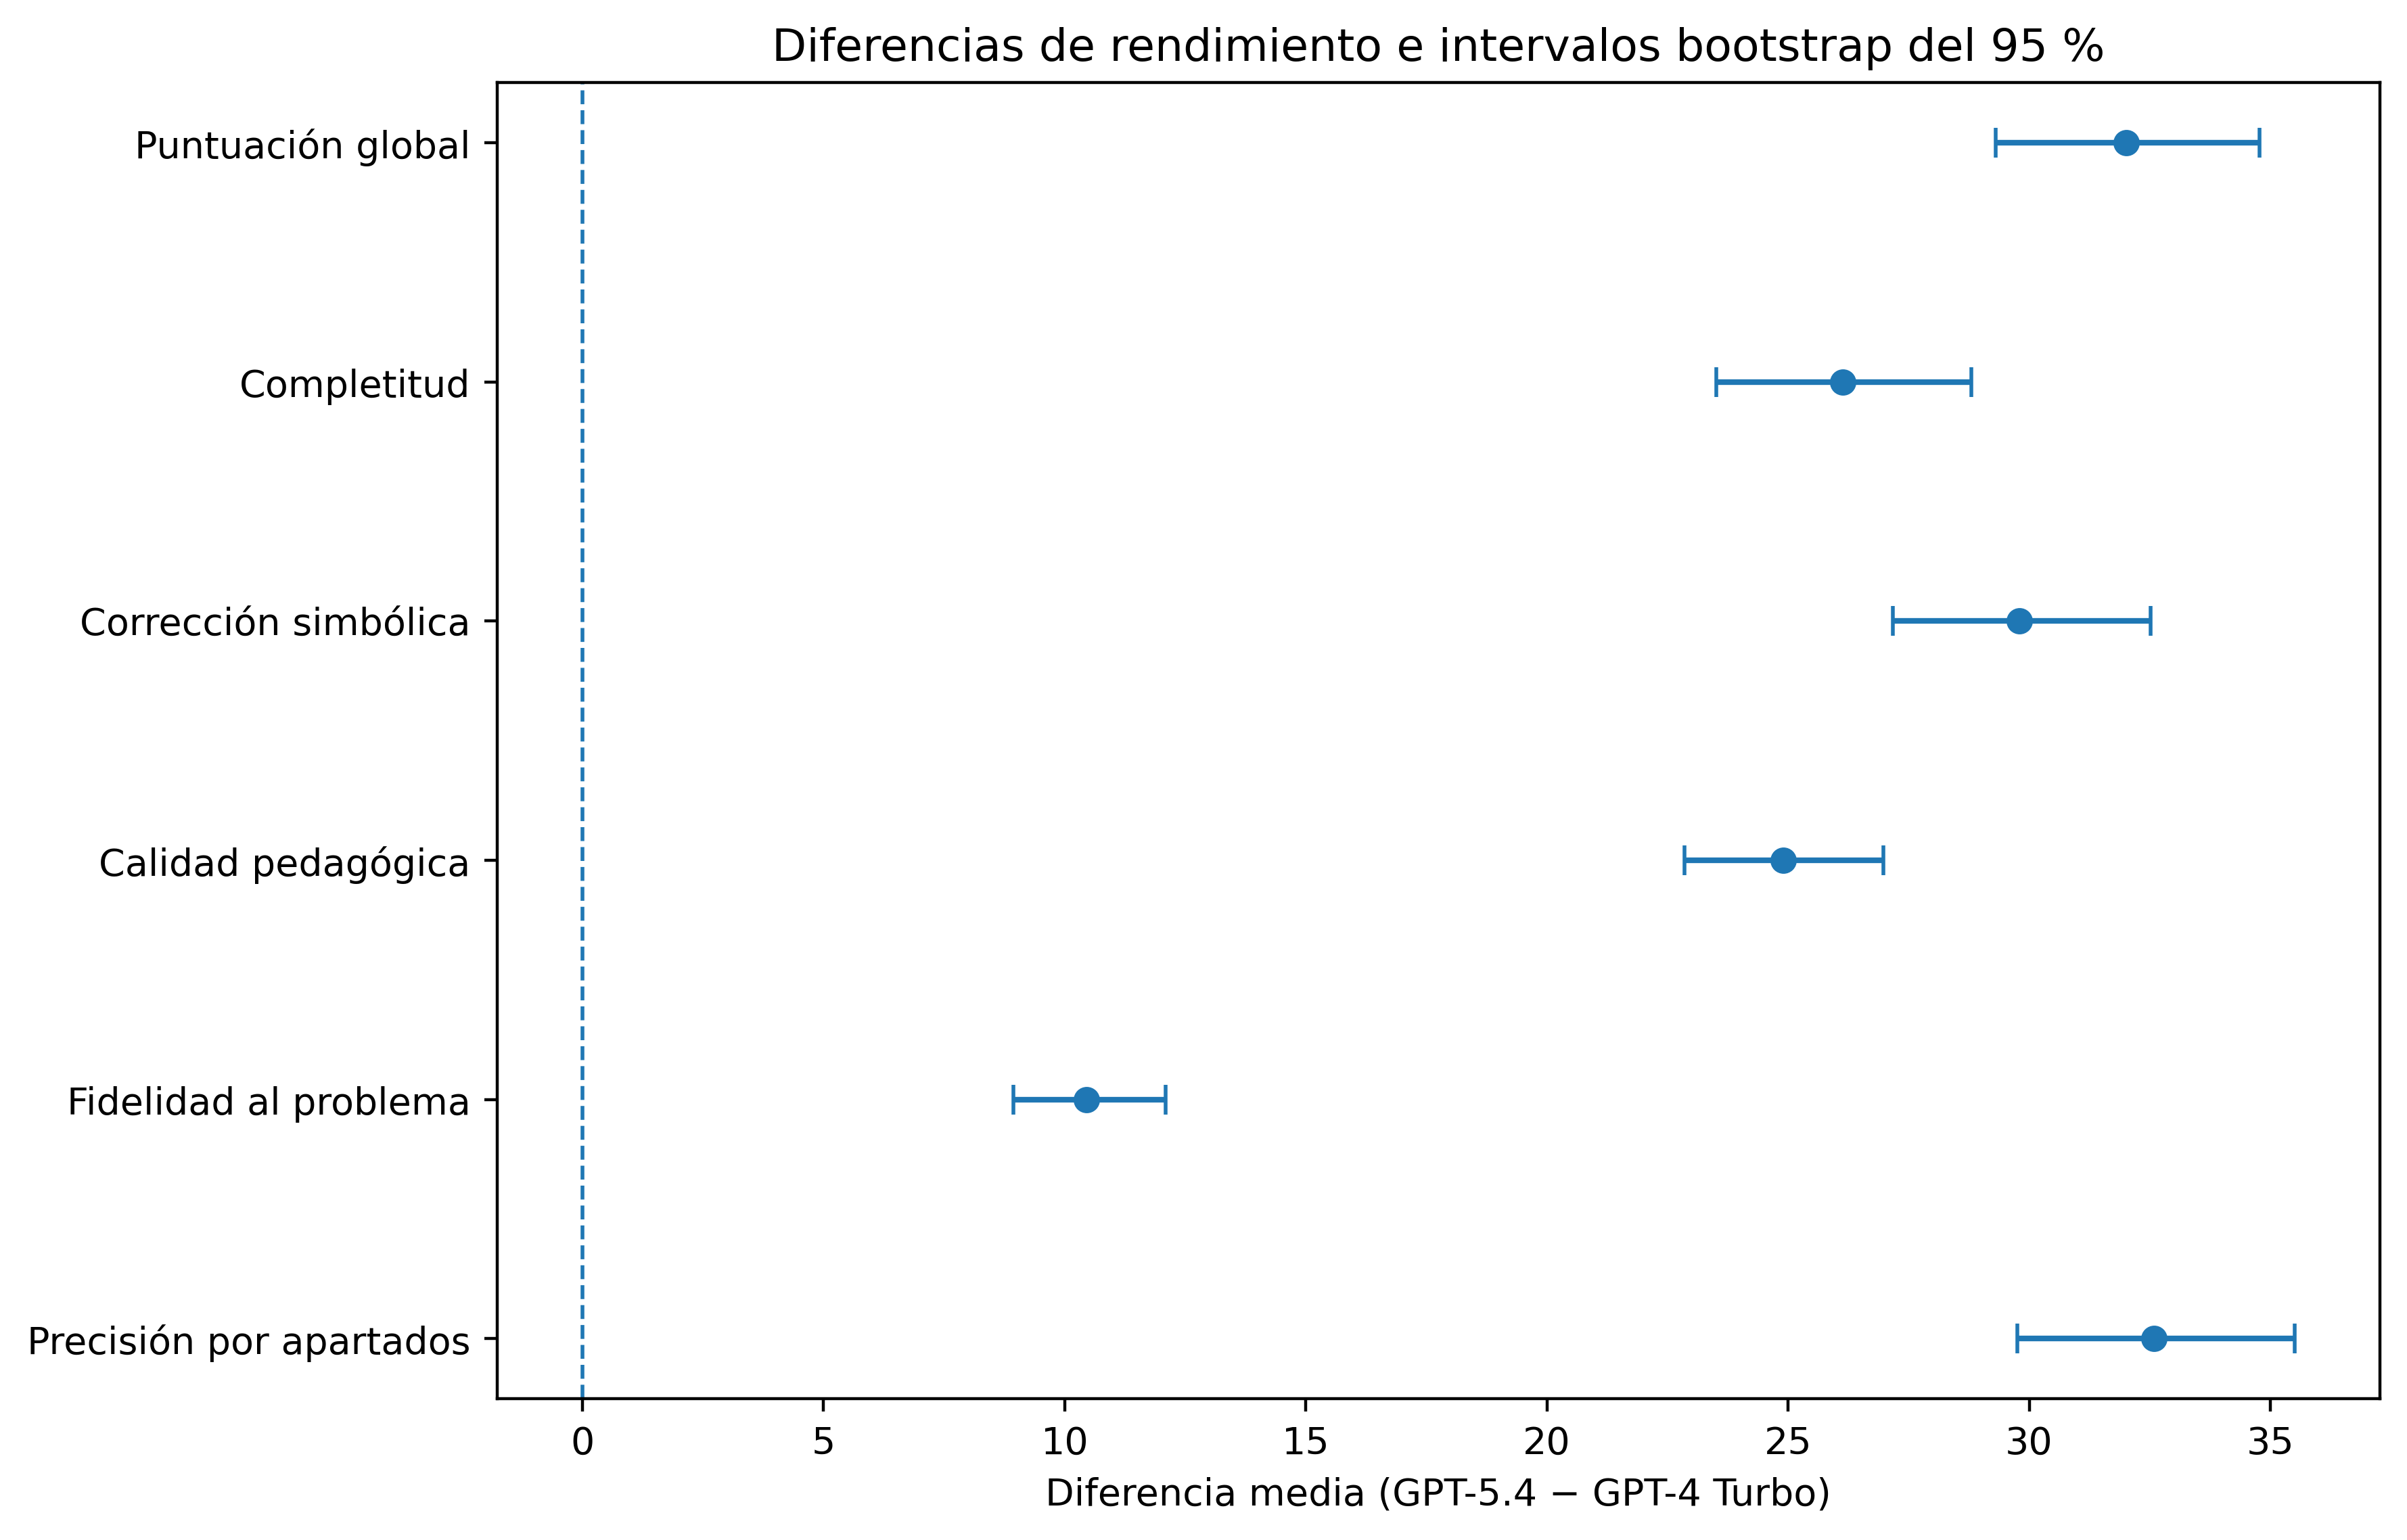 Diferencias de rendimiento e intervalos bootstrap del 95 %
Puntuación global
Completitud
Corrección simbólica
Calidad pedagógica
Fidelidad al problema
Precisión por apartados
0 5 10 15 20 25 30 35
Diferencia media (GPT-5.4 − GPT-4 Turbo)